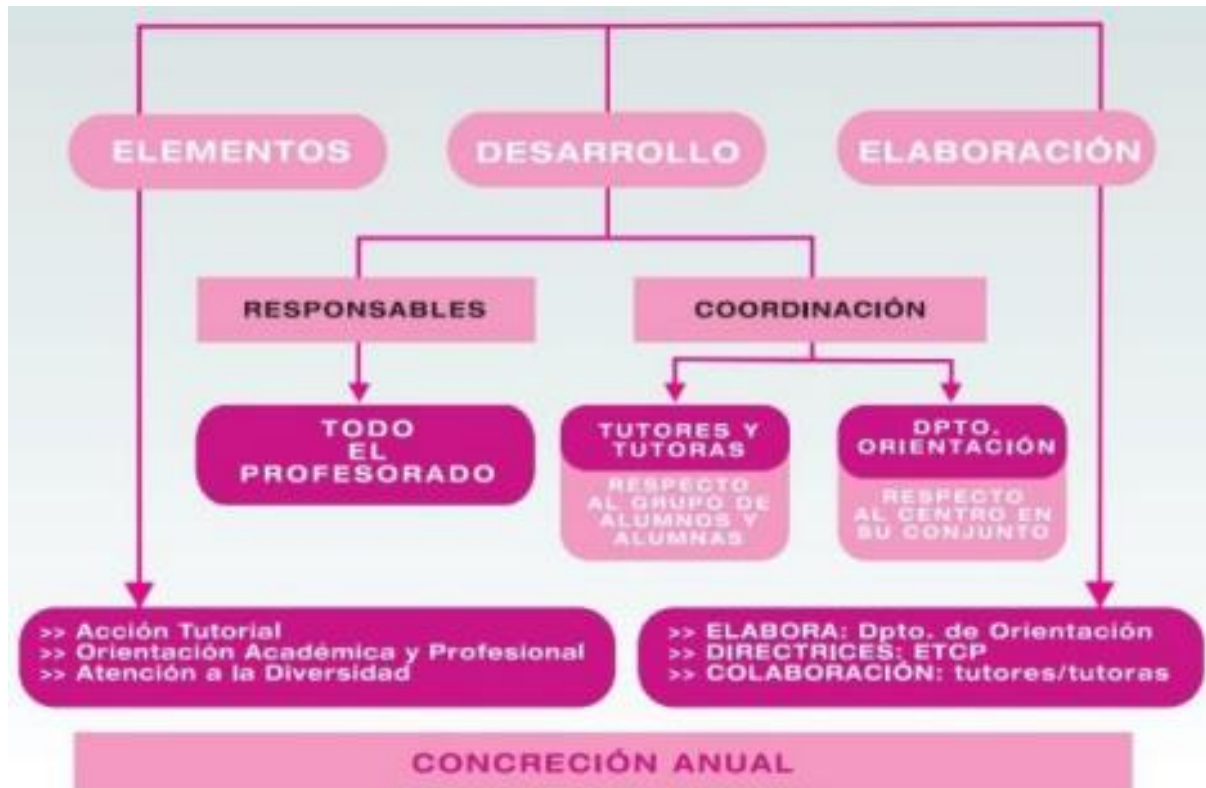 ELEMENTOS
DESARROLLO
ELABORACIÓN
RESPONSABLES
COORDINACIÓN
TODO
EL
PROFESORADO
TUTORES Y
TUTORAS
RESPECTO
AL GRUPO DE
ALUMNOS Y
ALUMNAS
DPTO.
ORIENTACIÓN
RESPECTO
AL CENTRO EN
SU CONJUNTO
>> Acción Tutorial
>> Orientación Académica y Profesional
>> Atención a la Diversidad
>> ELABORA: Dpto. de Orientación
>> DIRECTRICES: ETCP
>> COLABORACIÓN: tutores/tutoras
CONCRECIÓN ANUAL